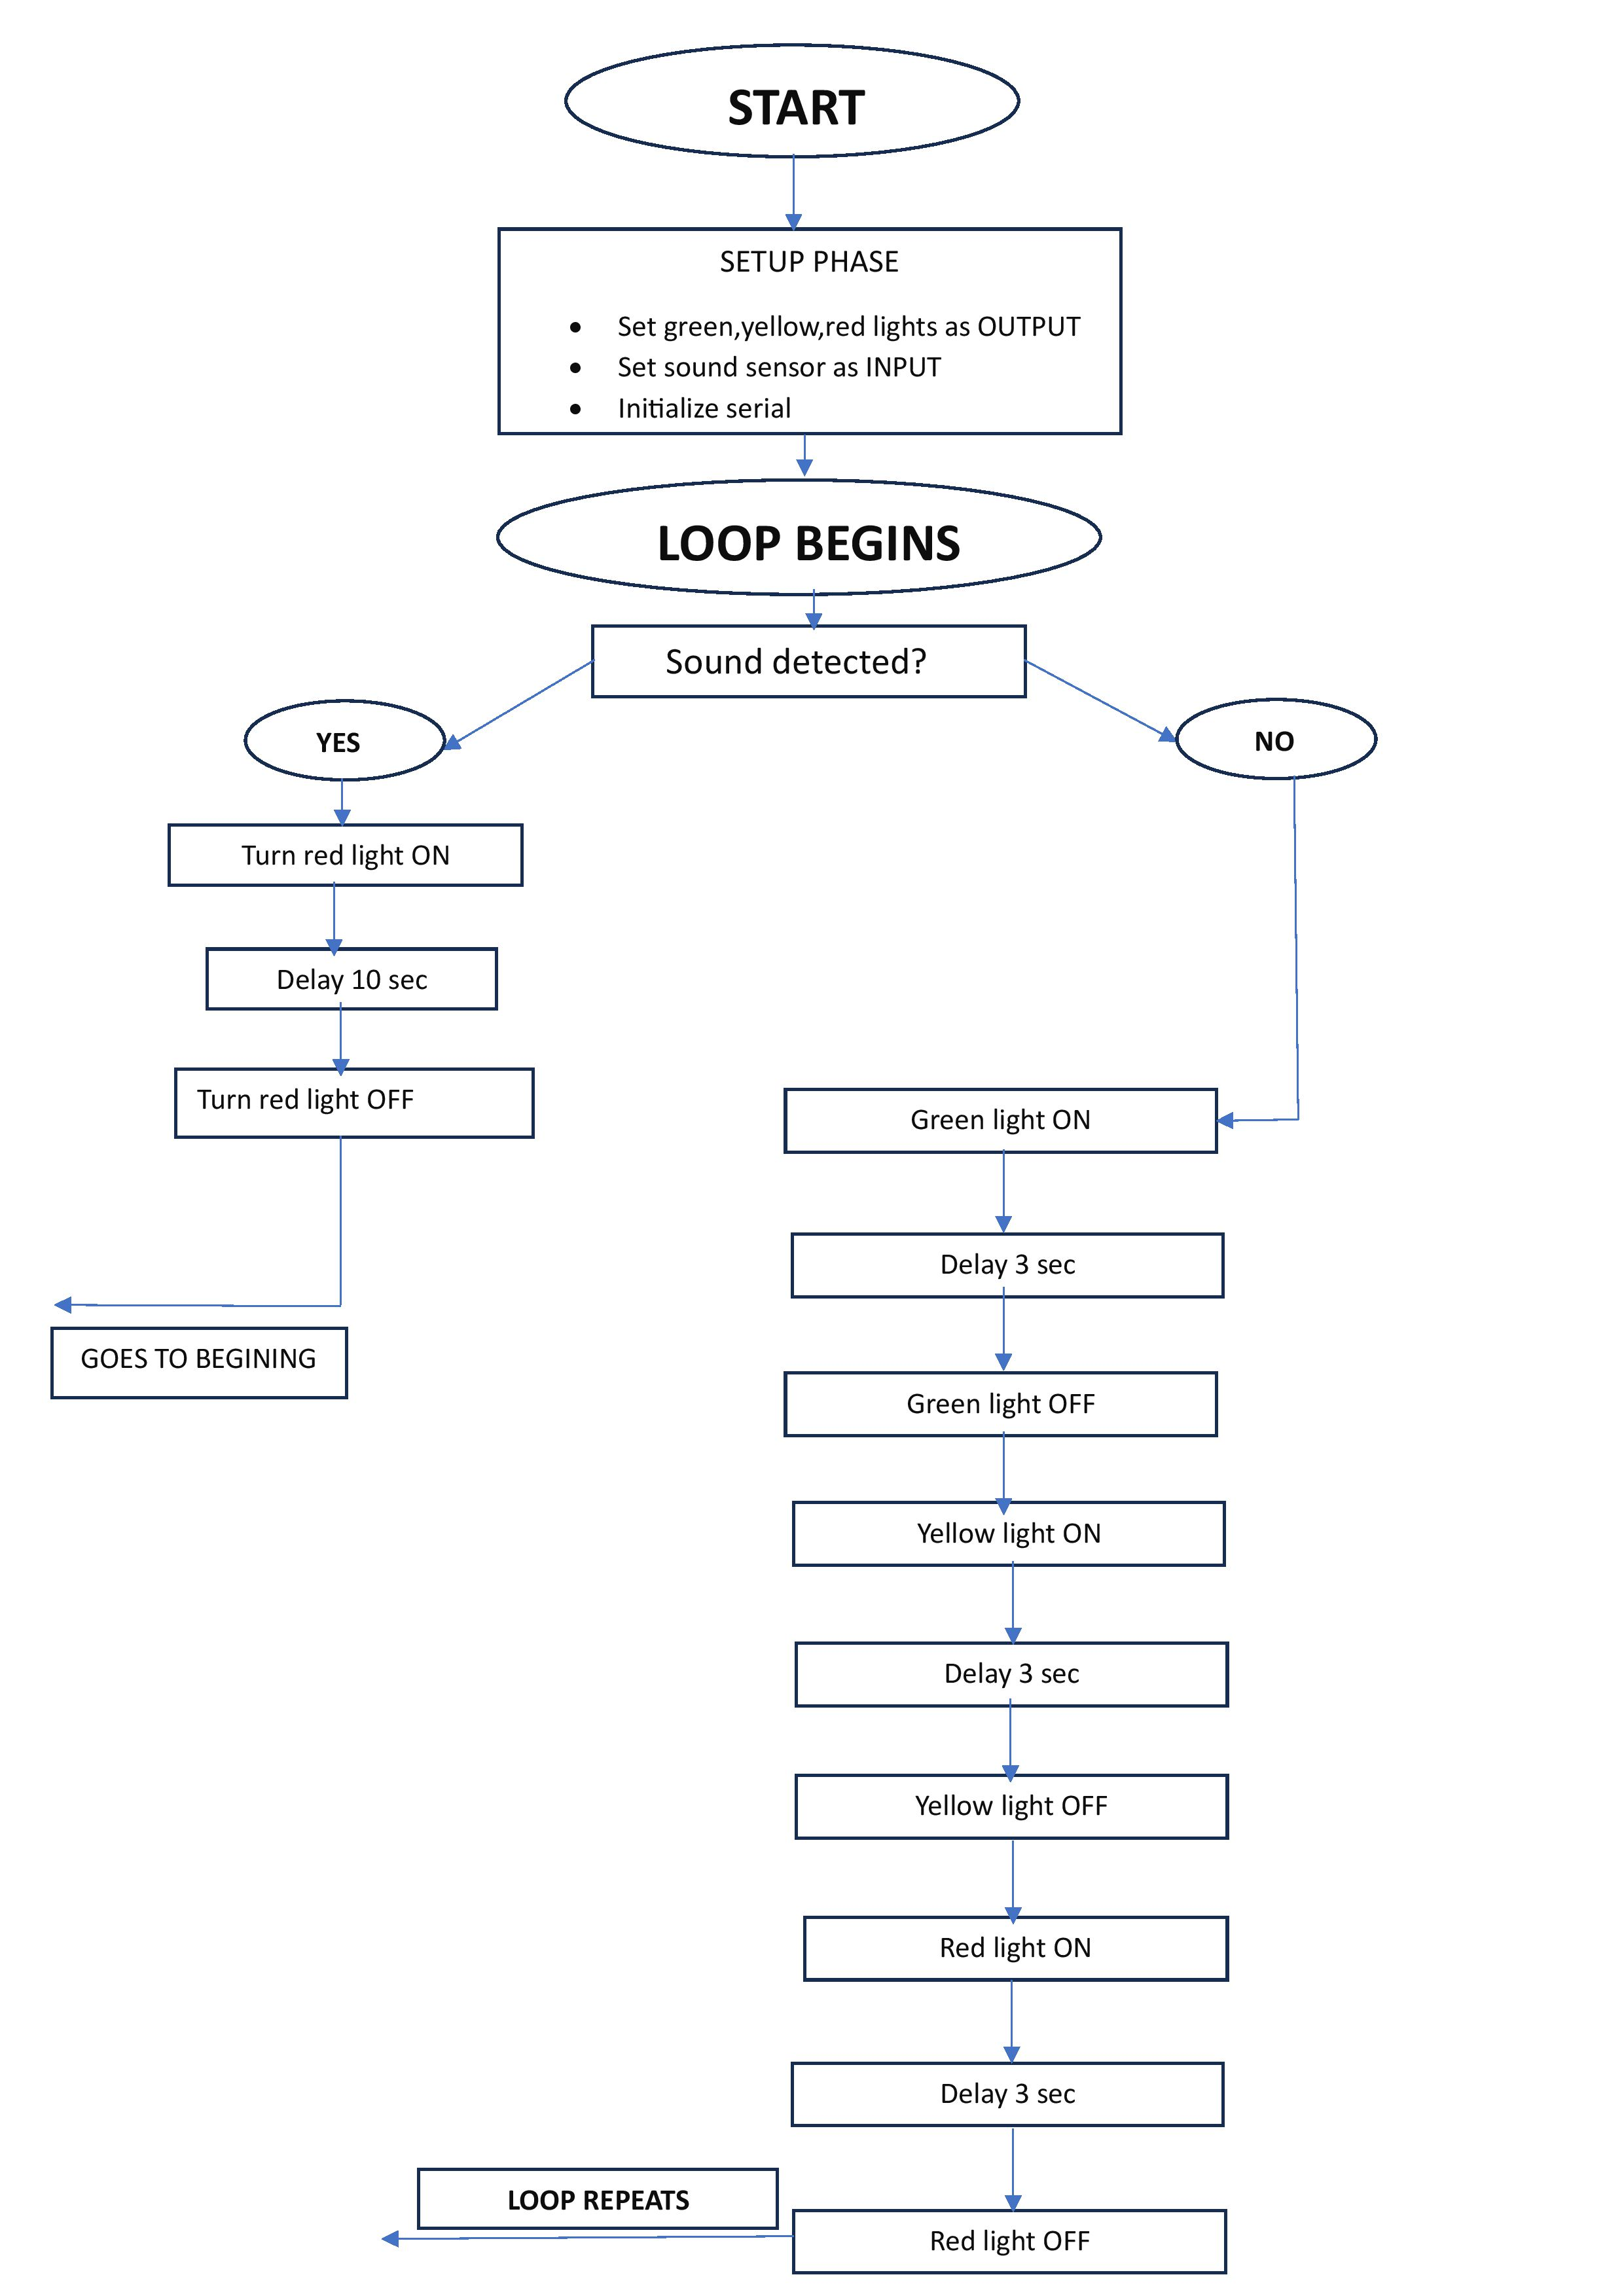 START
SETUP PHASE
• Set green,yellow,red lights as OUTPUT
• Set sound sensor as INPUT
• Initialize serial
LOOP BEGINS
Sound detected?
YES
NO
Turn red light ON
Delay 10 sec
Turn red light OFF
GOES TO BEGINING
Green light ON
Delay 3 sec
Green light OFF
Yellow light ON
Delay 3 sec
Yellow light OFF
Red light ON
Delay 3 sec
LOOP REPEATS
Red light OFF